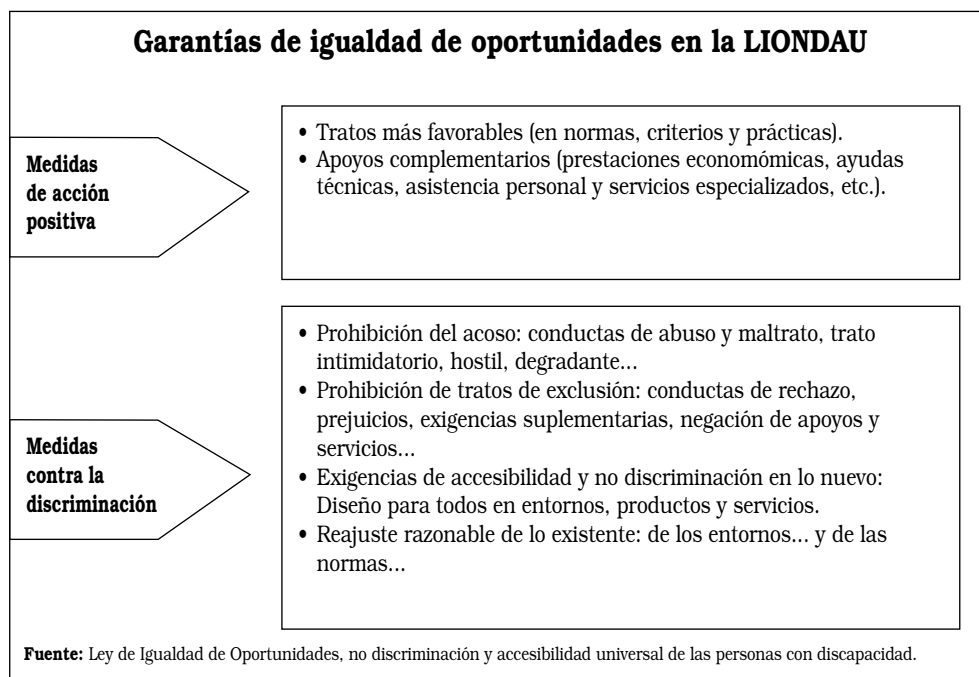 Garantías de igualdad de oportunidades en la LIONDAU
Medidas
de acción
positiva
• Tratos más favorables (en normas, criterios y prácticas).
• Apoyos complementarios (prestaciones economómicas, ayudas
técnicas, asistencia personal y servicios especializados, etc.).
Medidas
contra la
discriminación
• Prohibición del acoso: conductas de abuso y maltrato, trato
intimidatorio, hostil, degradante...
• Prohibición de tratos de exclusión: conductas de rechazo,
prejuicios, exigencias suplementarias, negación de apoyos y
servicios...
• Exigencias de accesibilidad y no discriminación en lo nuevo:
Diseño para todos en entornos, productos y servicios.
• Reajuste razonable de lo existente: de los entornos... y de las
normas...
Fuente: Ley de Igualdad de Oportunidades, no discriminación y accesibilidad universal de las personas con discapacidad.